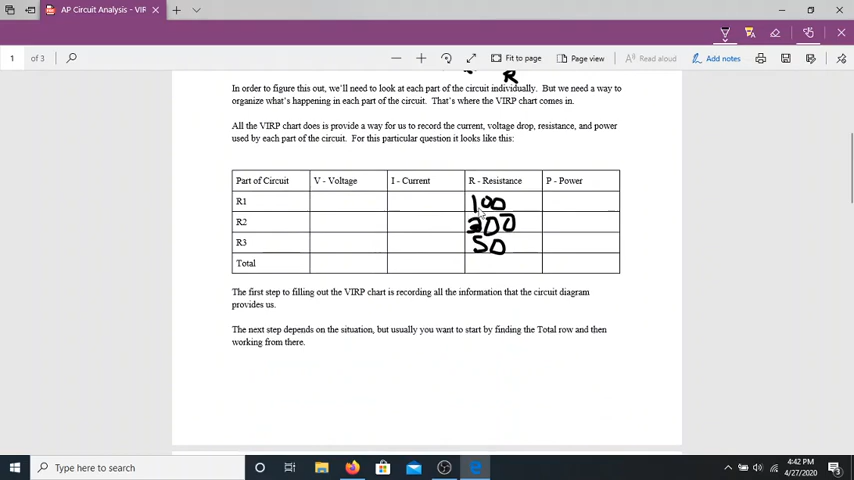 AP Circuit Analysis - VIR
1 of 3
Fit to page
Page view
Read aloud
Add notes
R
In order to figure this out, we'll need to look at each part of the circuit individually. But we need a way to
organize what's happening in each part of the circuit. That's where the VIRP chart comes in.
All the VIRP chart does is provide a way for us to record the current, voltage drop, resistance, and power
used by each part of the circuit. For this particular question it looks like this:
Part of Circuit V - Voltage I - Current R - Resistance P - Power
R1 100
R2 200
R3 50
Total
The first step to filling out the VIRP chart is recording all the information that the circuit diagram
provides us.
The next step depends on the situation, but usually you want to start by finding the Total row and then
working from there.
Type here to search
4:42 PM
4/27/2020
3